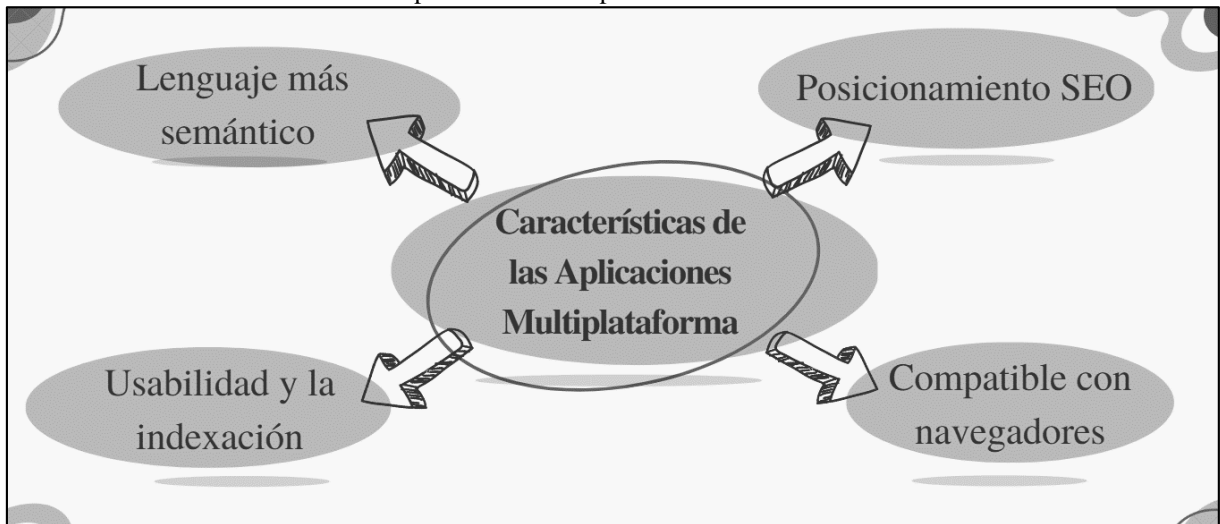 Lenguaje más
semántico
Posicionamiento SEO
Características de
las Aplicaciones
Multiplataforma
Usabilidad y la
indexación
Compatible con
navegadores